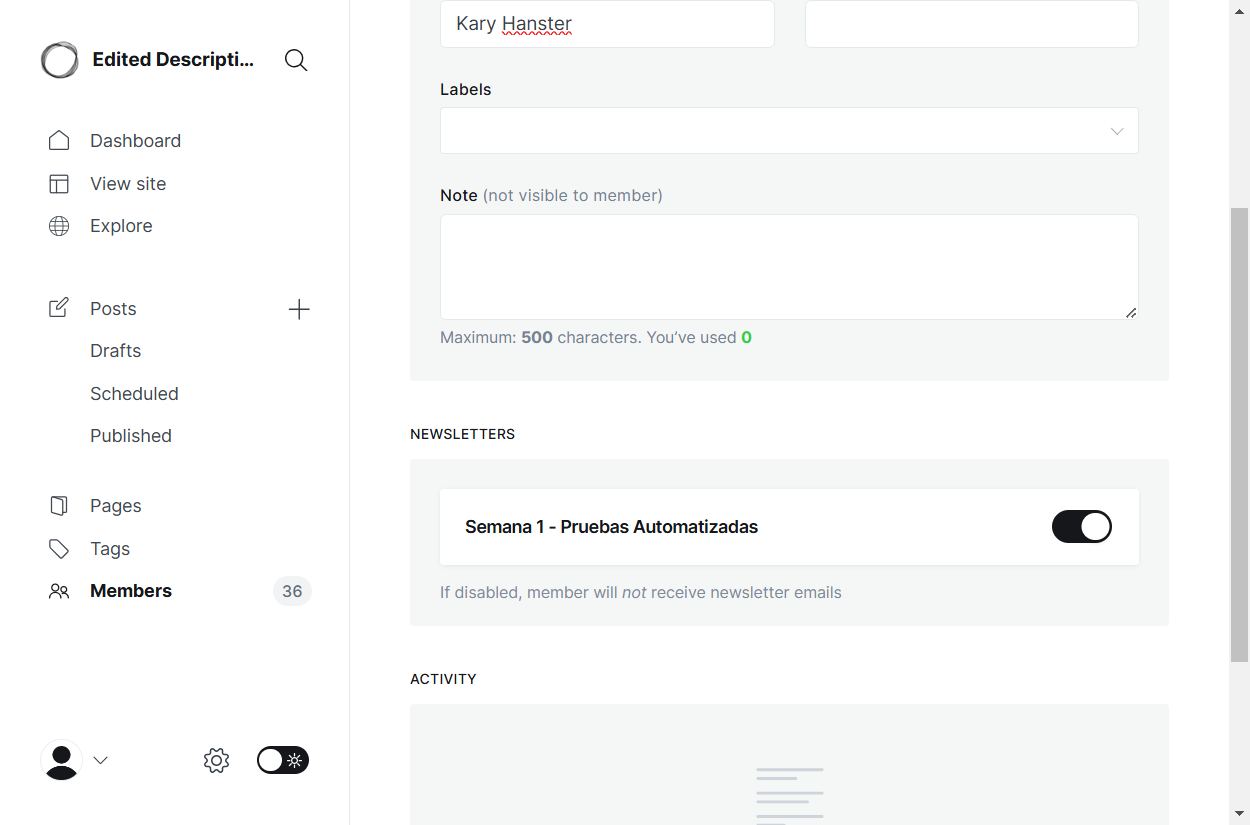 Edited Descripti...
Dashboard
View site
Explore
Posts
Drafts
Scheduled
Published
Pages
Tags
Members
36
Kary Hanster
Labels
Note (not visible to member)
Maximum: 500 characters. You’ve used 0
NEWSLETTERS
Semana 1 - Pruebas Automatizadas
If disabled, member will not receive newsletter emails
ACTIVITY